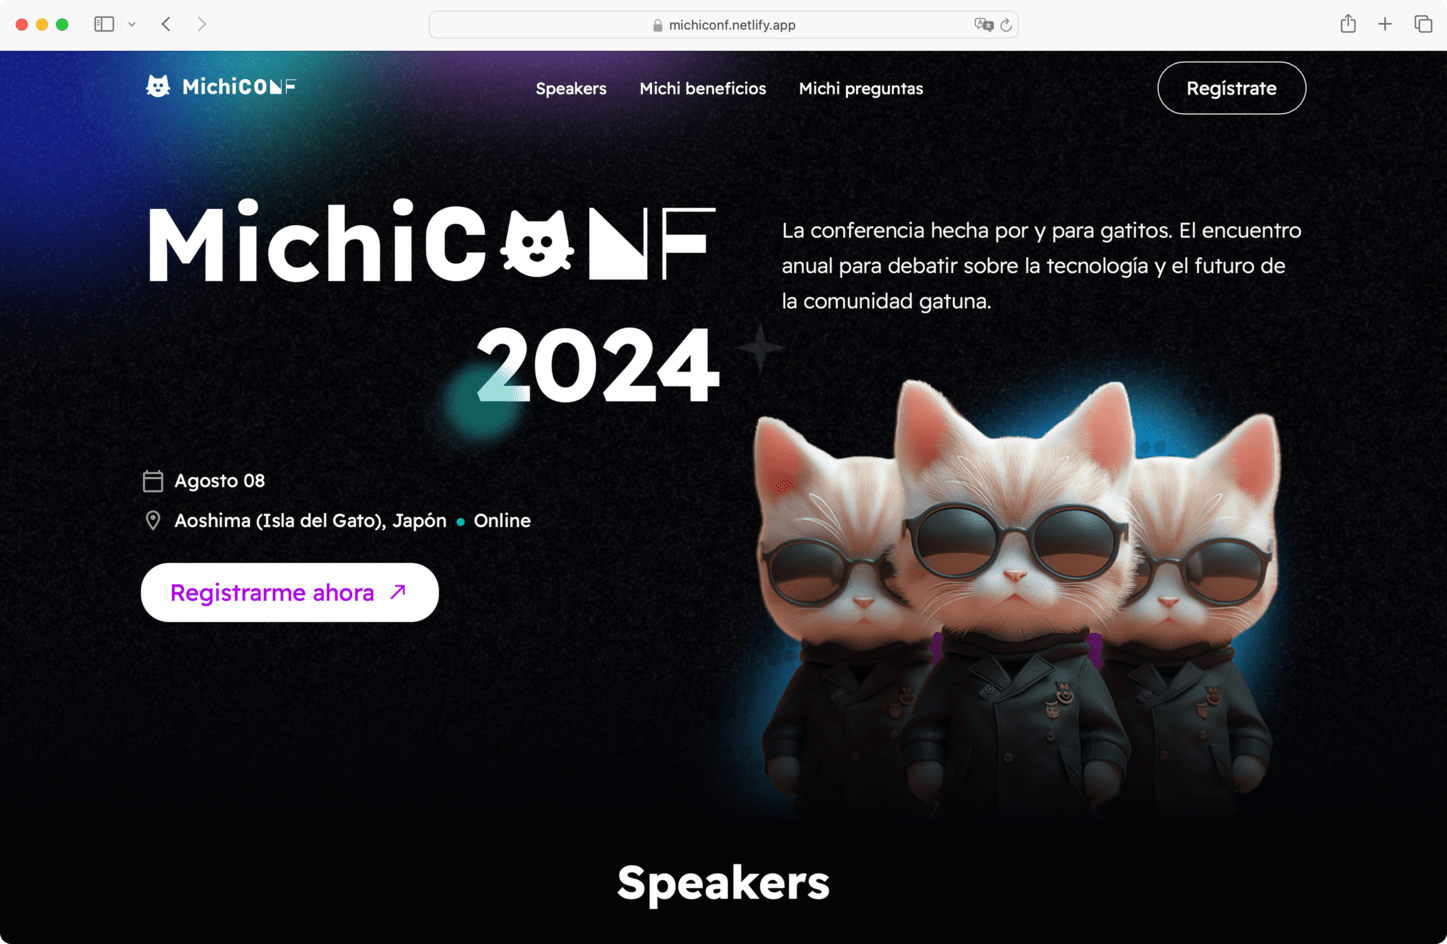 michiconf.netlify.app
MichiCONF
Speakers
Michi beneficios
Michi preguntas
Regístrate
MichiCONF
2024
La conferencia hecha por y para gatitos. El encuentro
anual para debatir sobre la tecnología y el futuro de
la comunidad gatuna.
Agosto 08
Aoshima (Isla del Gato), Japón • Online
Registrarme ahora
Speakers